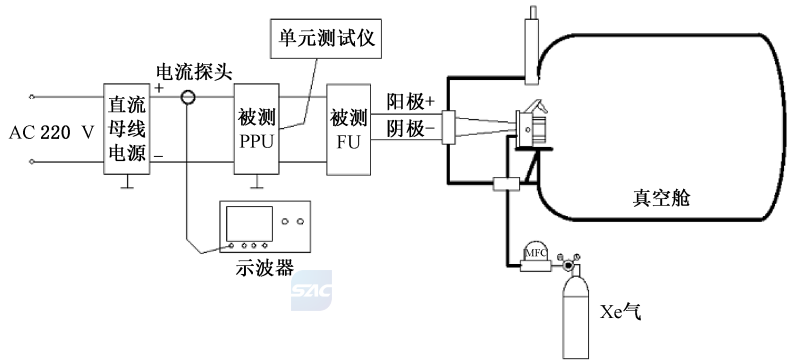 单元测试仪
电流探头
+
AC 220 V
直流
母线
电源
−
被测
PPU
被测
FU
阳极+
阴极−
真空舱
示波器
SAC
MFC
Xe气